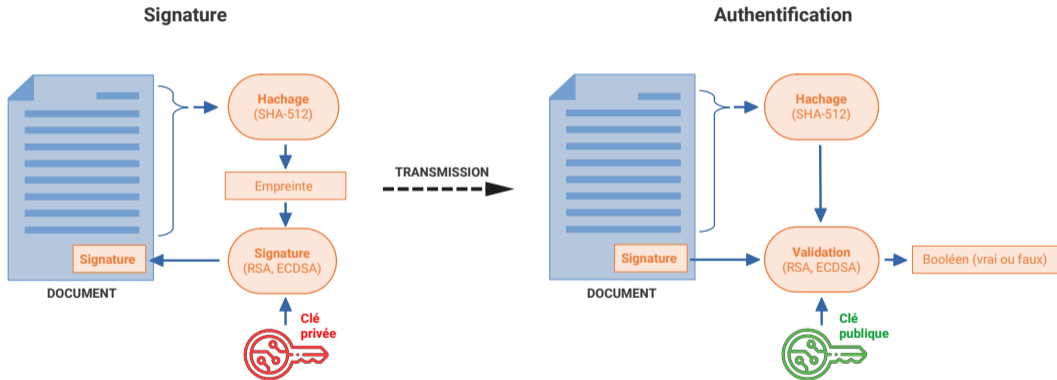 Signature
Hachage
(SHA-512)
Empreinte
Signature
(RSA, ECDSA)
Signature
DOCUMENT
Clé
privée
TRANSMISSION
Authentification
Hachage
(SHA-512)
Signature
Validation
(RSA, ECDSA)
Booléen (vrai ou faux)
DOCUMENT
Clé
publique